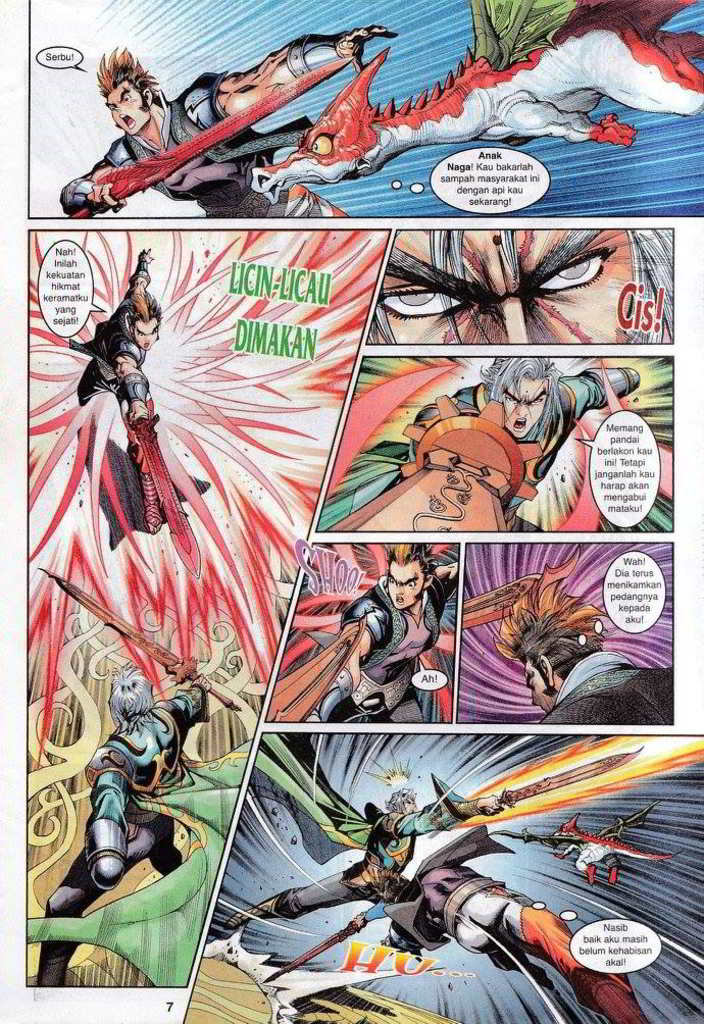 Serbu!
Anak
Naga! Kau bakarlah
sampah masyarakat ini
dengan api kau
sekarang!
Nah!
Inilah
kekuatan
hikmat
keramatku
yang
sejati!
LICIN-LICAU
DIMAKAN
Cis!
Memang
pandai
berlakon kau
ini! Tetapi
janganlah kau
harap akan
mengabui
mataku!
SHOO
Ah!
Wah!
Dia terus
menikamkan
pedangnya
kepada
aku!
HU...
Nasib
baik aku masih
belum kehabisan
akal!
7